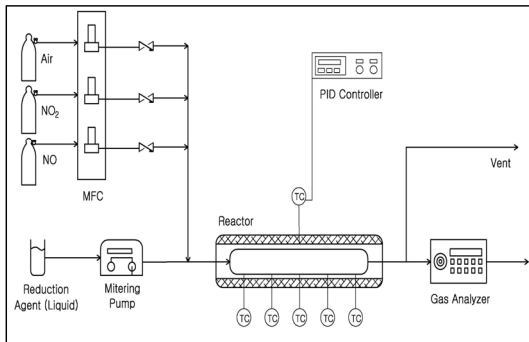 Air
NO₂
NO
MFC
PID Controller
Vent
TC
Reactor
Reduction
Agent (Liquid)
Mitering
Pump
TC
TC
TC
TC
TC
Gas Analyzer